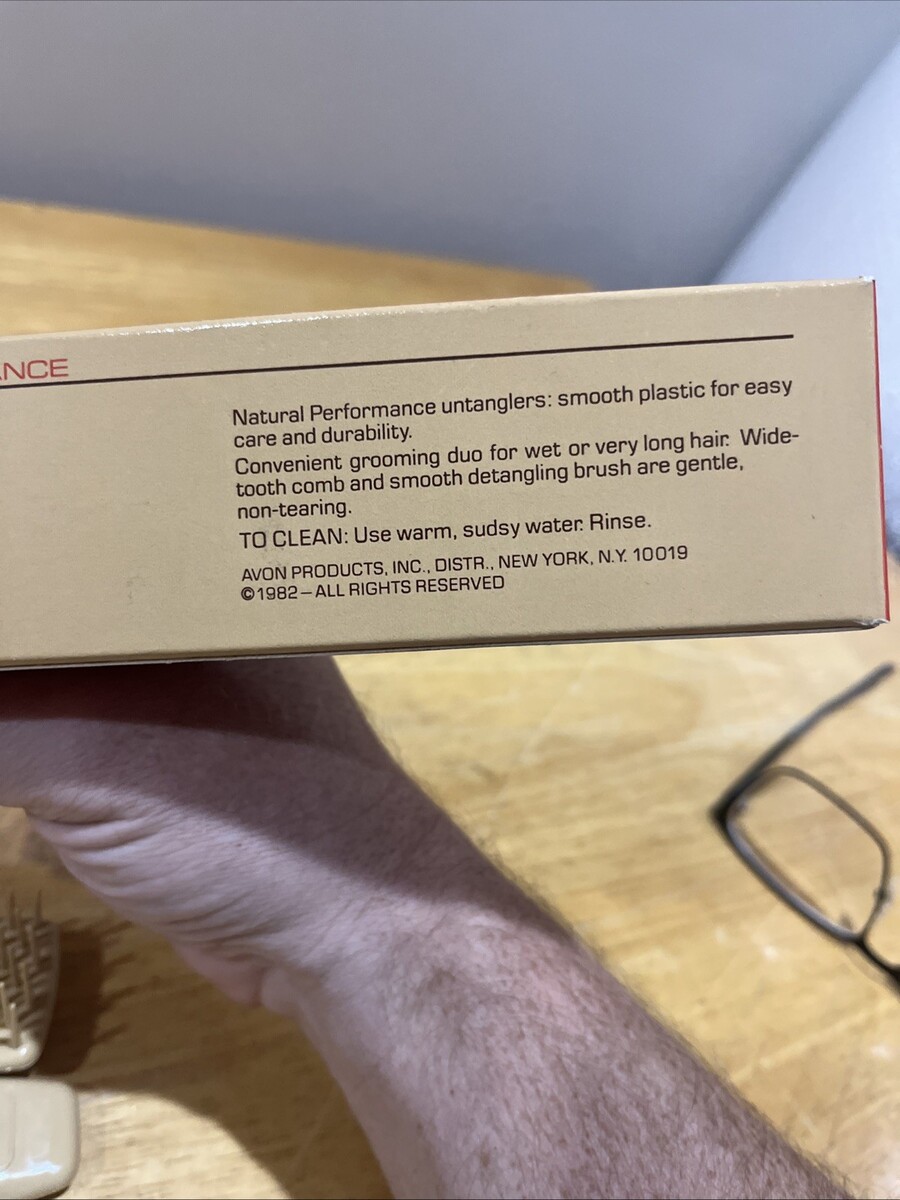 NCE
Natural Performance untanglers: smooth plastic for easy
care and durability.
Convenient grooming duo for wet or very long hair. Wide-
tooth comb and smooth detangling brush are gentle,
non-tearing.
TO CLEAN: Use warm, sudsy water. Rinse.
AVON PRODUCTS, INC., DISTR., NEW YORK, N.Y. 10019
©1982–ALL RIGHTS RESERVED